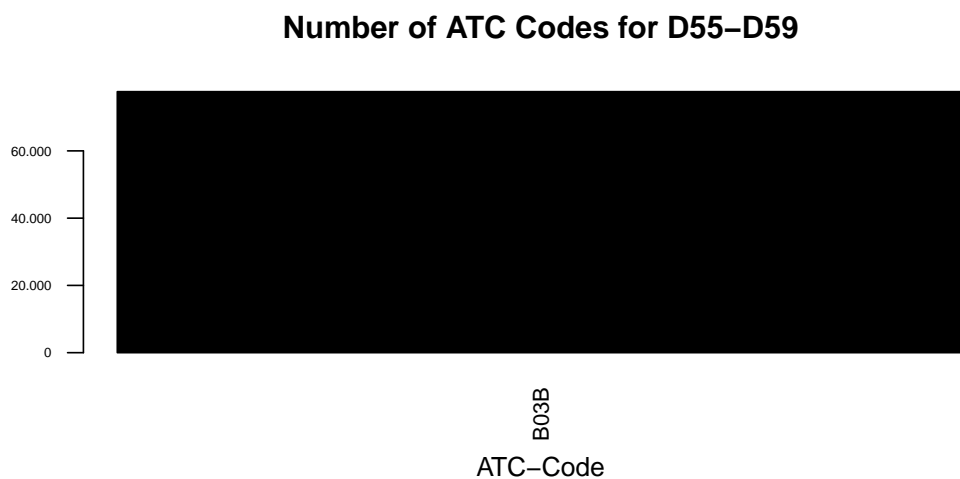 Number of ATC Codes for D55−D59
60.000
40.000
20.000
0
B03B
ATC−Code